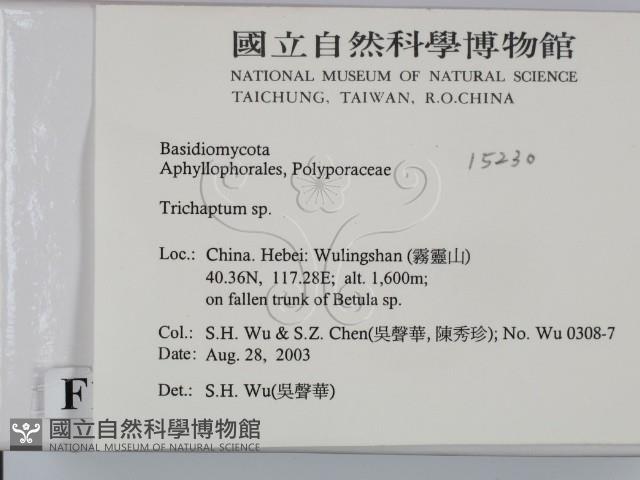 國立自然科學博物館
NATIONAL MUSEUM OF NATURAL SCIENCE
TAICHUNG, TAIWAN, R.O.CHINA
Basidiomycota
Aphyllophorales, Polyporaceae
15230
Trichaptum sp.
Loc.: China. Hebei: Wulingshan (霧靈山)
40.36N, 117.28E; alt. 1,600m;
on fallen trunk of Betula sp.
Col.: S.H. Wu & S.Z. Chen(吳聲華, 陳秀珍); No. Wu 0308-7
Date: Aug. 28, 2003
Det.: S.H. Wu(吳聲華)
F
國立自然科學博物館
NATIONAL MUSEUM OF NATURAL SCIENCE